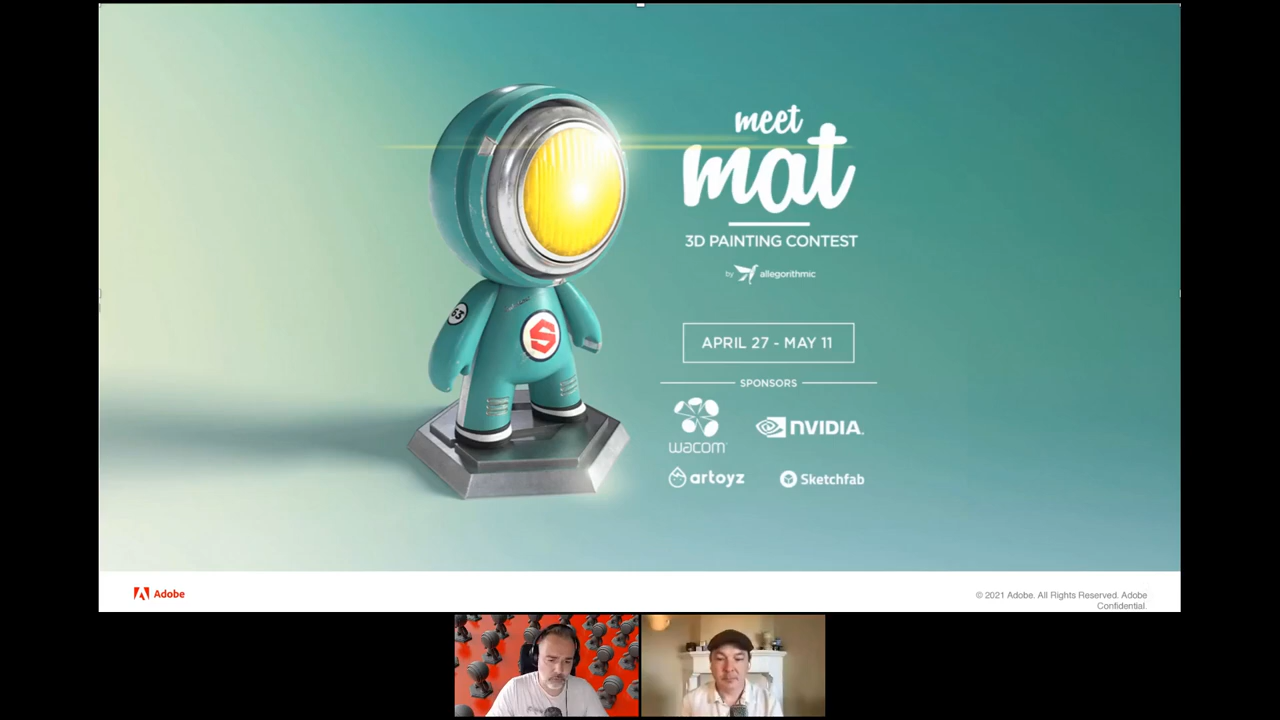 meet
mat
3D PAINTING CONTEST
by allegorithmic
APRIL 27 - MAY 11
SPONSORS
wacom
NVIDIA.
artoyz
Sketchfab
63
S
Adobe
© 2021 Adobe. All Rights Reserved. Adobe
Confidential.